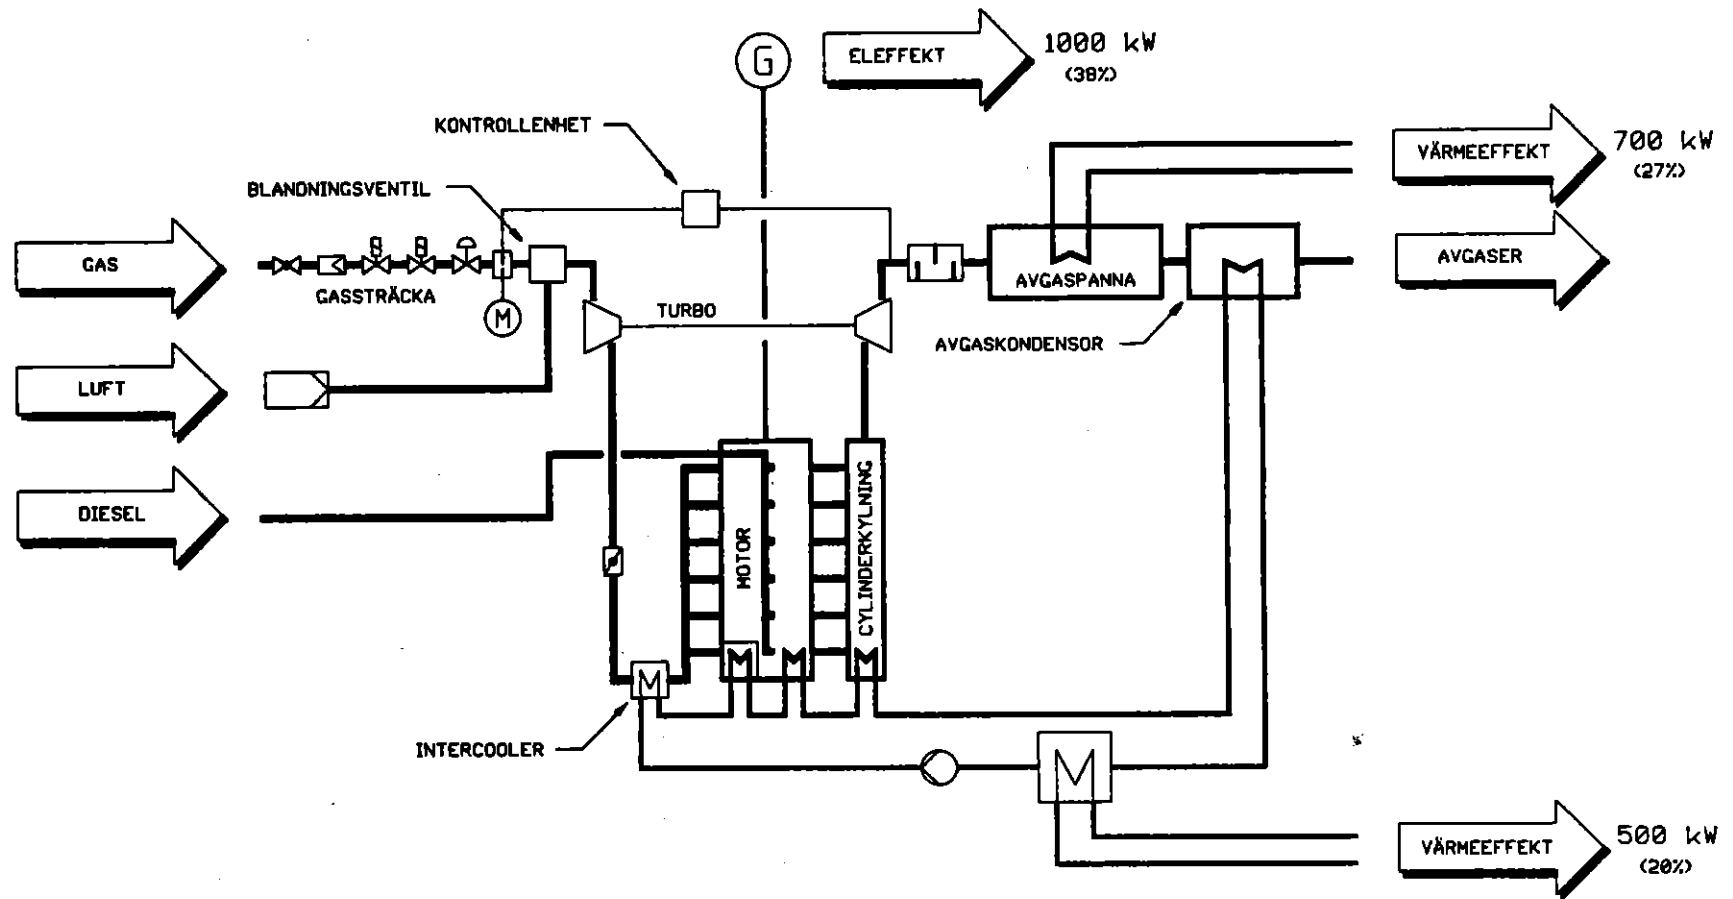 G
ELEFFEKT
1000 kW
(38%)
KONTROLLENHET
VÄRMEEFFEKT
700 kW
(27%)
BLANDNINGSVENTIL
GAS
GASSTRÄCKA
M
TURBO
AVGASPANNA
AVGASER
AVGASKONDENSOR
LUFT
DIESEL
MOTOR
CYLINDERKYLNING
INTERCOOLER
VÄRMEEFFEKT
500 kW
(20%)